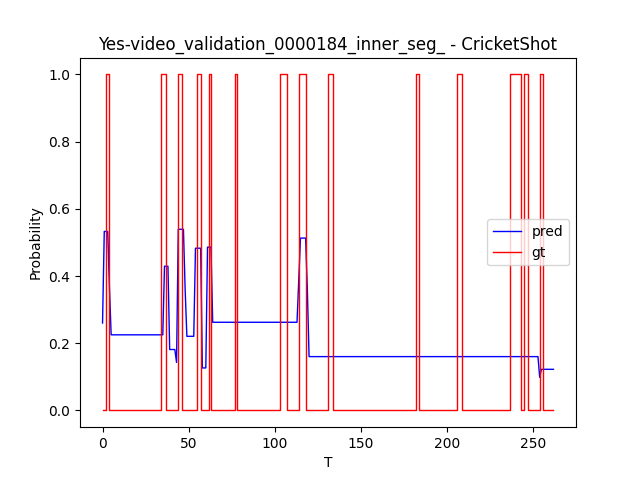 Yes-video_validation_0000184_inner_seg_ - CricketShot
1.0
0.8
0.6
0.4
0.2
0.0
Probability
pred
gt
0 50 100 150 200 250
T